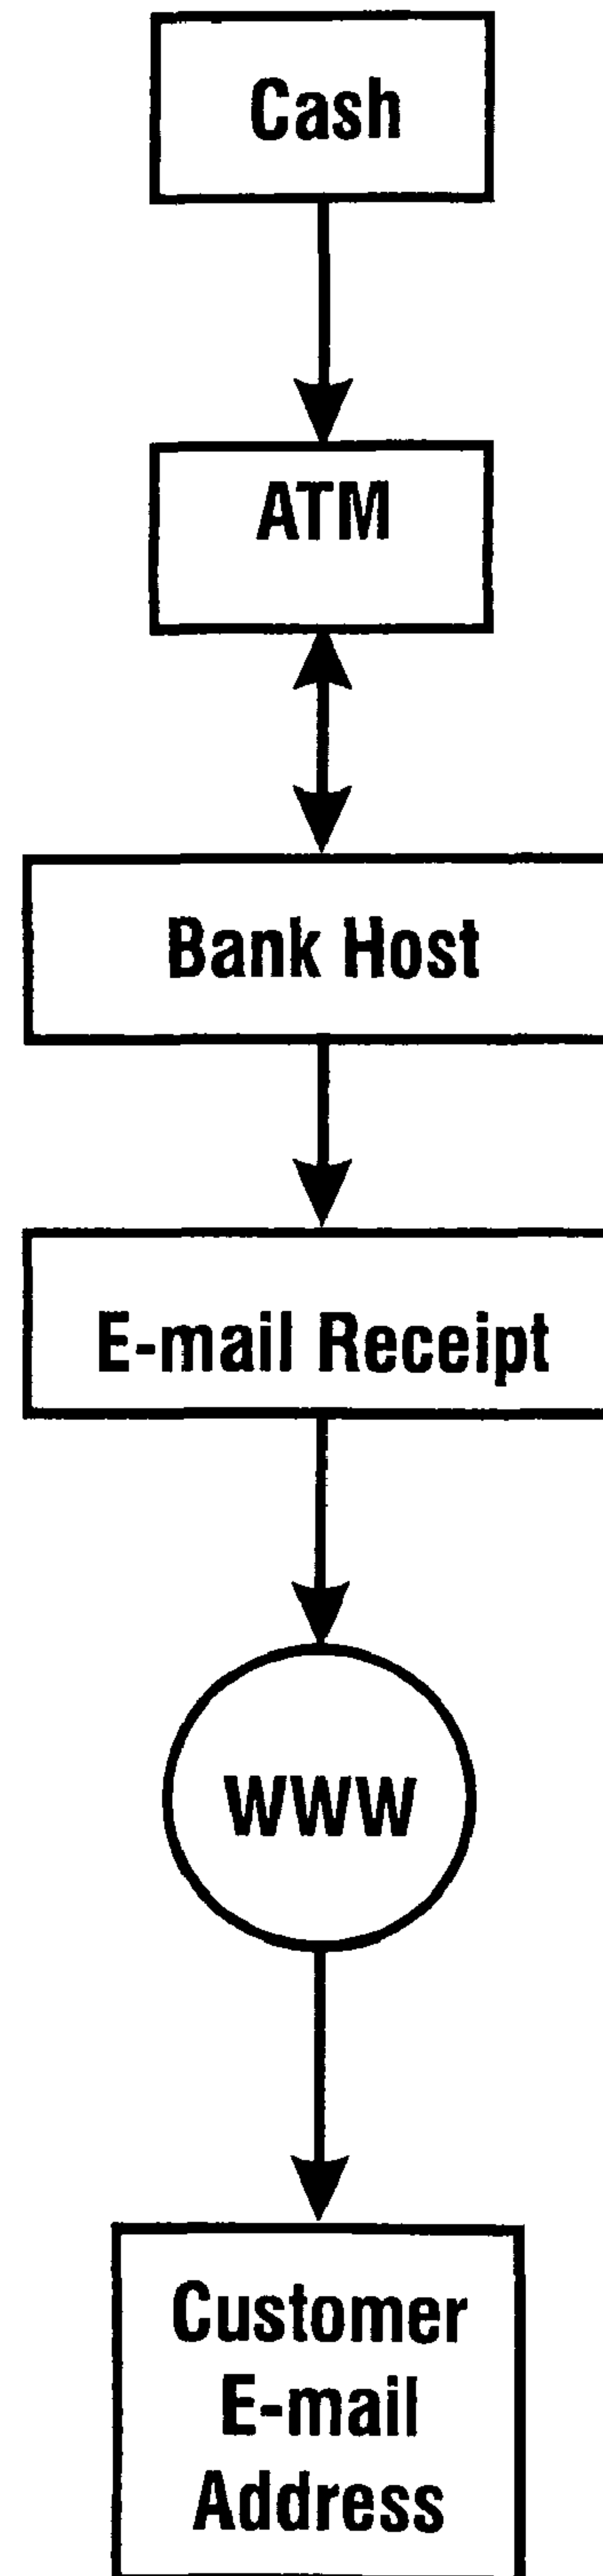 Cash
ATM
Bank Host
E-mail Receipt
WWW
Customer
E-mail
Address